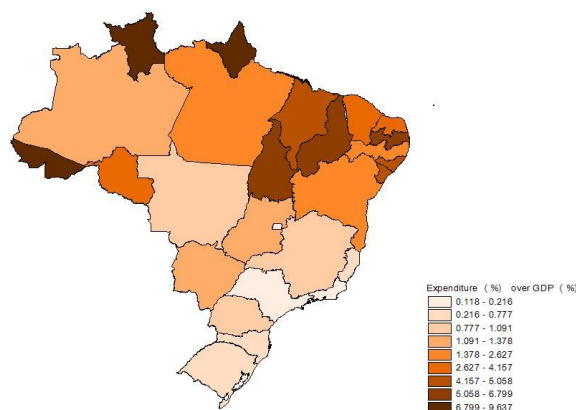 Expenditure ( %) over GDP ( %)
0.118 - 0.216
0.216 - 0.777
0.777 - 1.091
1.091 - 1.378
1.378 - 2.627
2.627 - 4.157
4.157 - 5.058
5.058 - 6.799
6.799 - 9.637